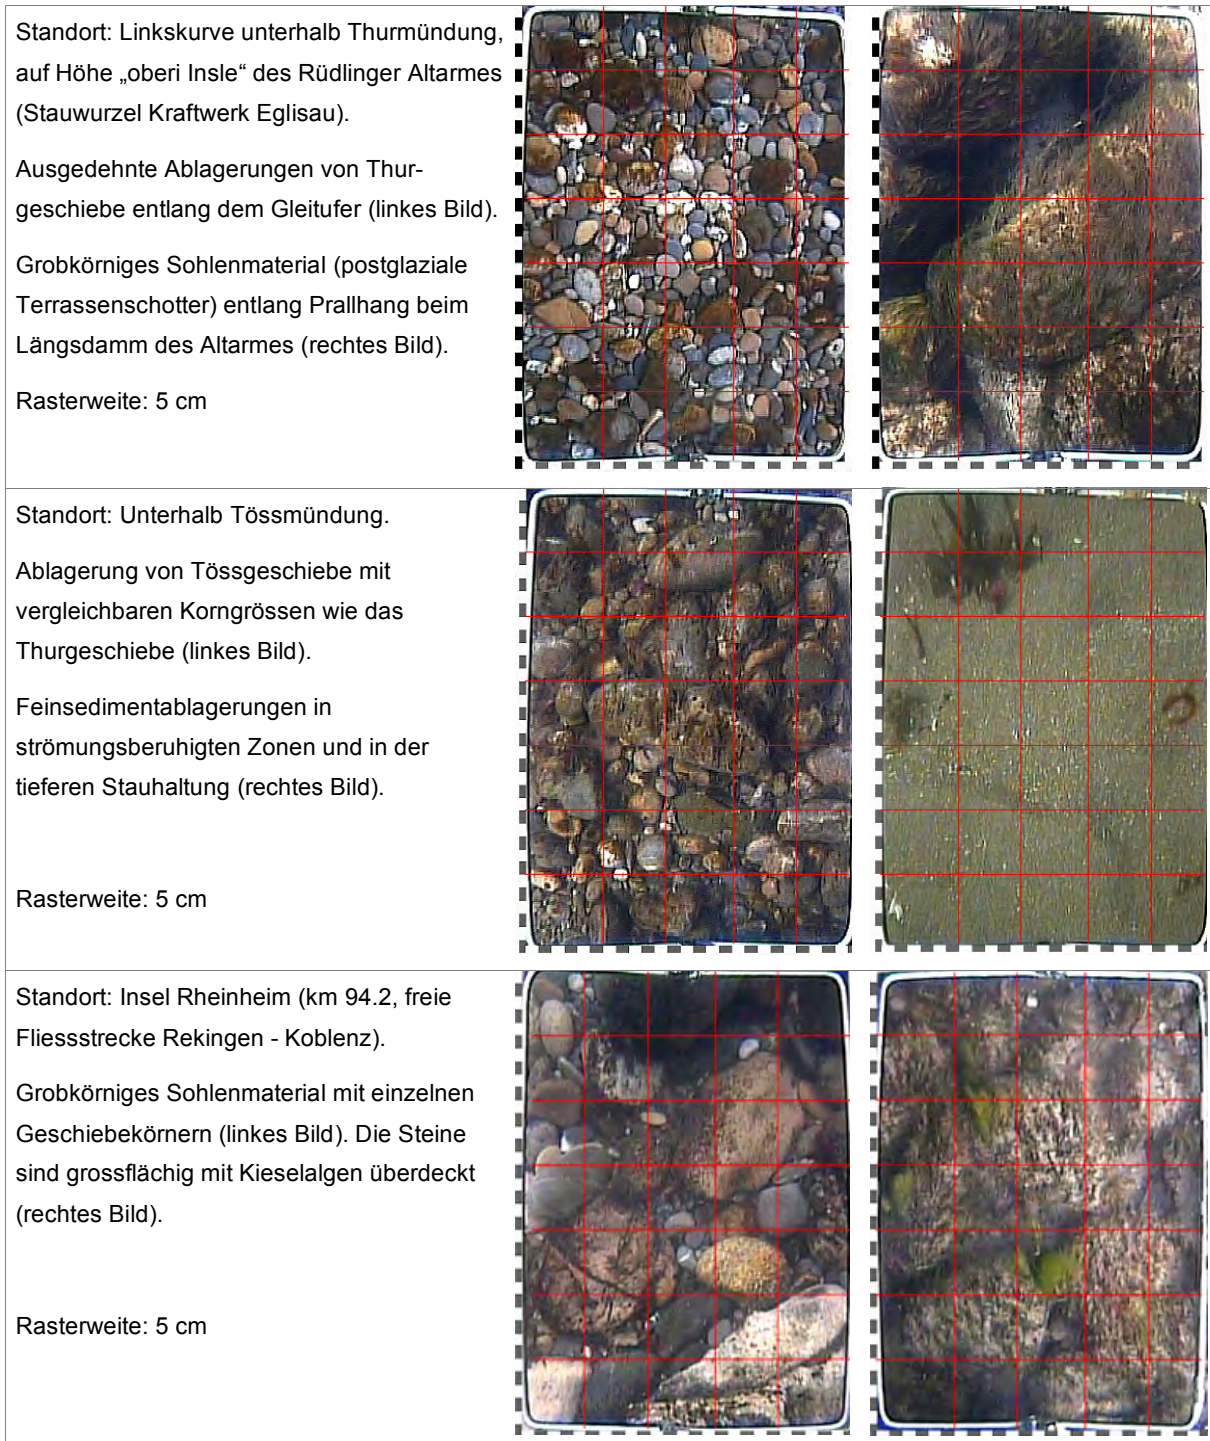 Standort: Linkskurve unterhalb Thurmündung,
auf Höhe „oberi Insle“ des Rüdlinger Altarmes
(Stauwurzel Kraftwerk Eglisau).
Ausgedehnte Ablagerungen von Thur-
geschiebe entlang dem Gleitufer (linkes Bild).
Grobkörniges Sohlenmaterial (postglaziale
Terrassenschotter) entlang Prallhang beim
Längsdamm des Altarmes (rechtes Bild).
Rasterweite: 5 cm
Standort: Unterhalb Tössmündung.
Ablagerung von Tössgeschiebe mit
vergleichbaren Korngrössen wie das
Thurgeschiebe (linkes Bild).
Feinsedimentablagerungen in
strömungsberuhigten Zonen und in der
tieferen Stauhaltung (rechtes Bild).
Rasterweite: 5 cm
Standort: Insel Rheinheim (km 94.2, freie
Fliessstrecke Rekingen - Koblenz).
Grobkörniges Sohlenmaterial mit einzelnen
Geschiebekörnern (linkes Bild). Die Steine
sind grossflächig mit Kieselalgen überdeckt
(rechtes Bild).
Rasterweite: 5 cm